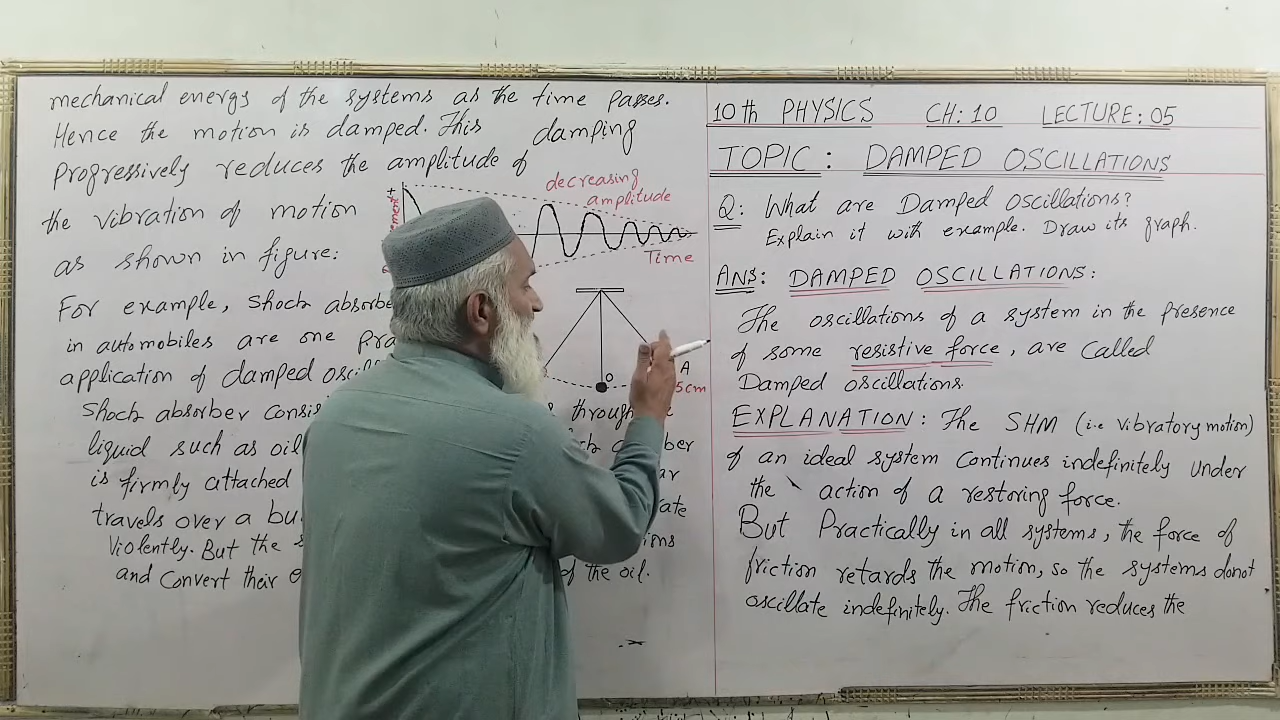 10th PHYSICS CH: 10 LECTURE: 05
TOPIC: DAMPED OSCILLATIONS
Q: What are Damped Oscillations?
Explain it with example. Draw its graph.
Ans: DAMPED OSCILLATIONS:
The oscillations of a system in the presence
of some resistive force, are called
Damped oscillations.
EXPLANATION: The SHM (i.e vibratory motion)
of an ideal system continues indefinitely under
the action of a restoring force.
But Practically in all systems, the force of
friction retards the motion, so the systems donot
oscillate indefinitely. The friction reduces the
mechanical energy of the systems as the time passes.
Hence the motion is damped. This damping
Progressively reduces the amplitude of
the vibration of motion
as shown in figure:
decreasing
amplitude
+
Time
For example, Shock
in automobiles are one
application of damped
Shock absorber
liquid such as oil
is firmly attached
travels over a
violently. But the
and convert their of the oil.
O
A
5cm